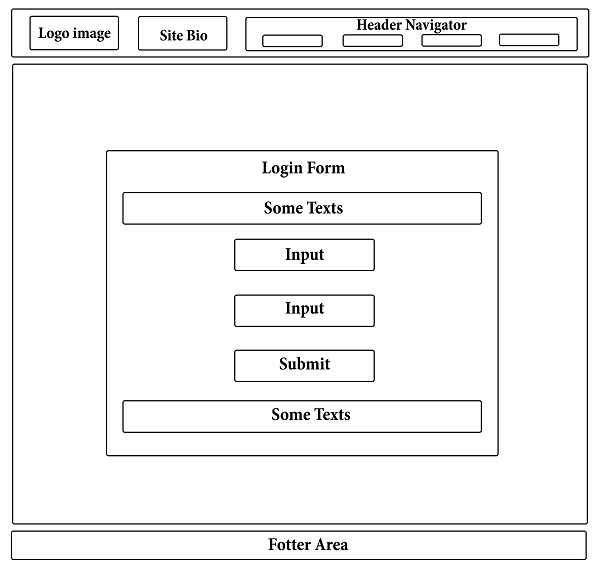 Logo image
Site Bio
Header Navigator
Login Form
Some Texts
Input
Input
Submit
Some Texts
Fotter Area